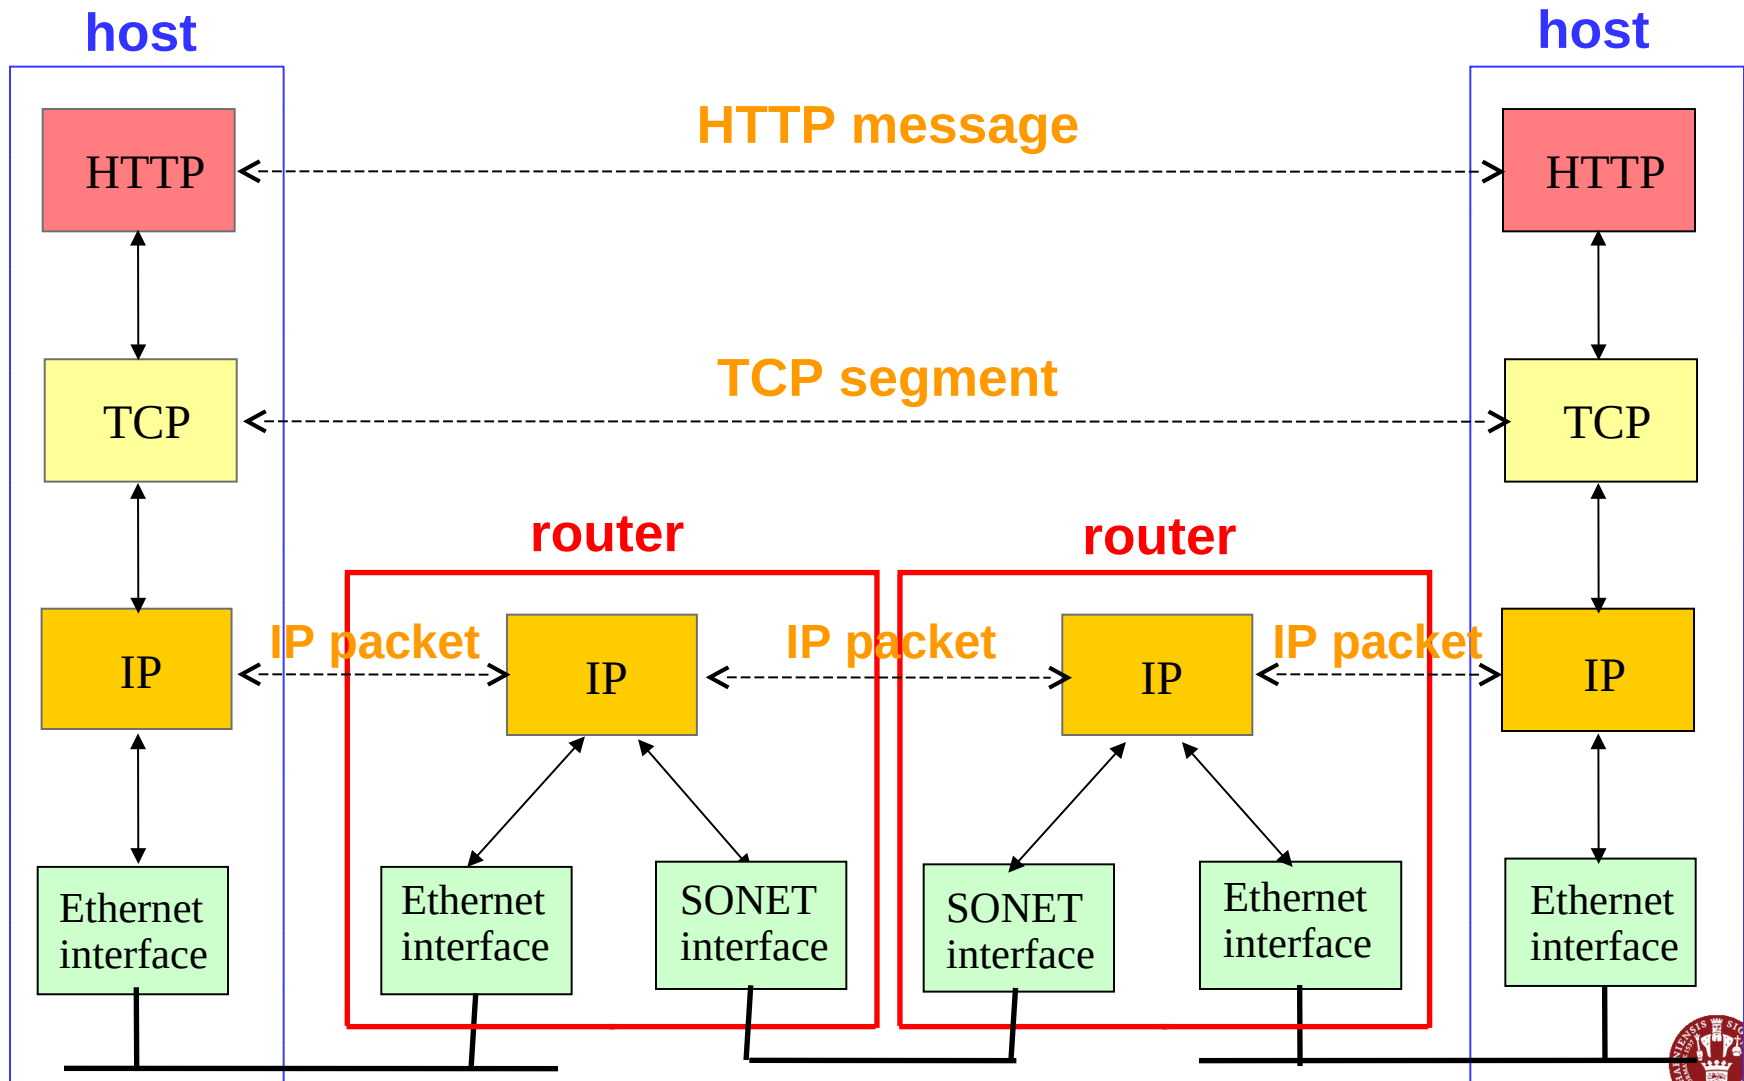 host
host
HTTP message
HTTP
HTTP
TCP segment
TCP
TCP
router
router
IP packet
IP packet
IP packet
IP
IP
IP
IP
Ethernet
interface
Ethernet
interface
SONET
interface
SONET
interface
Ethernet
interface
Ethernet
interface